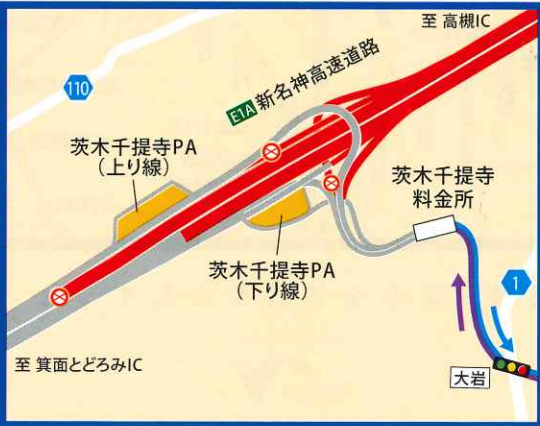 至 高槻IC
110
E1A 新名神高速道路
茨木千提寺PA
(上り線)
茨木千提寺
料金所
茨木千提寺PA
(下り線)
1
至 箕面とどろみIC
大岩